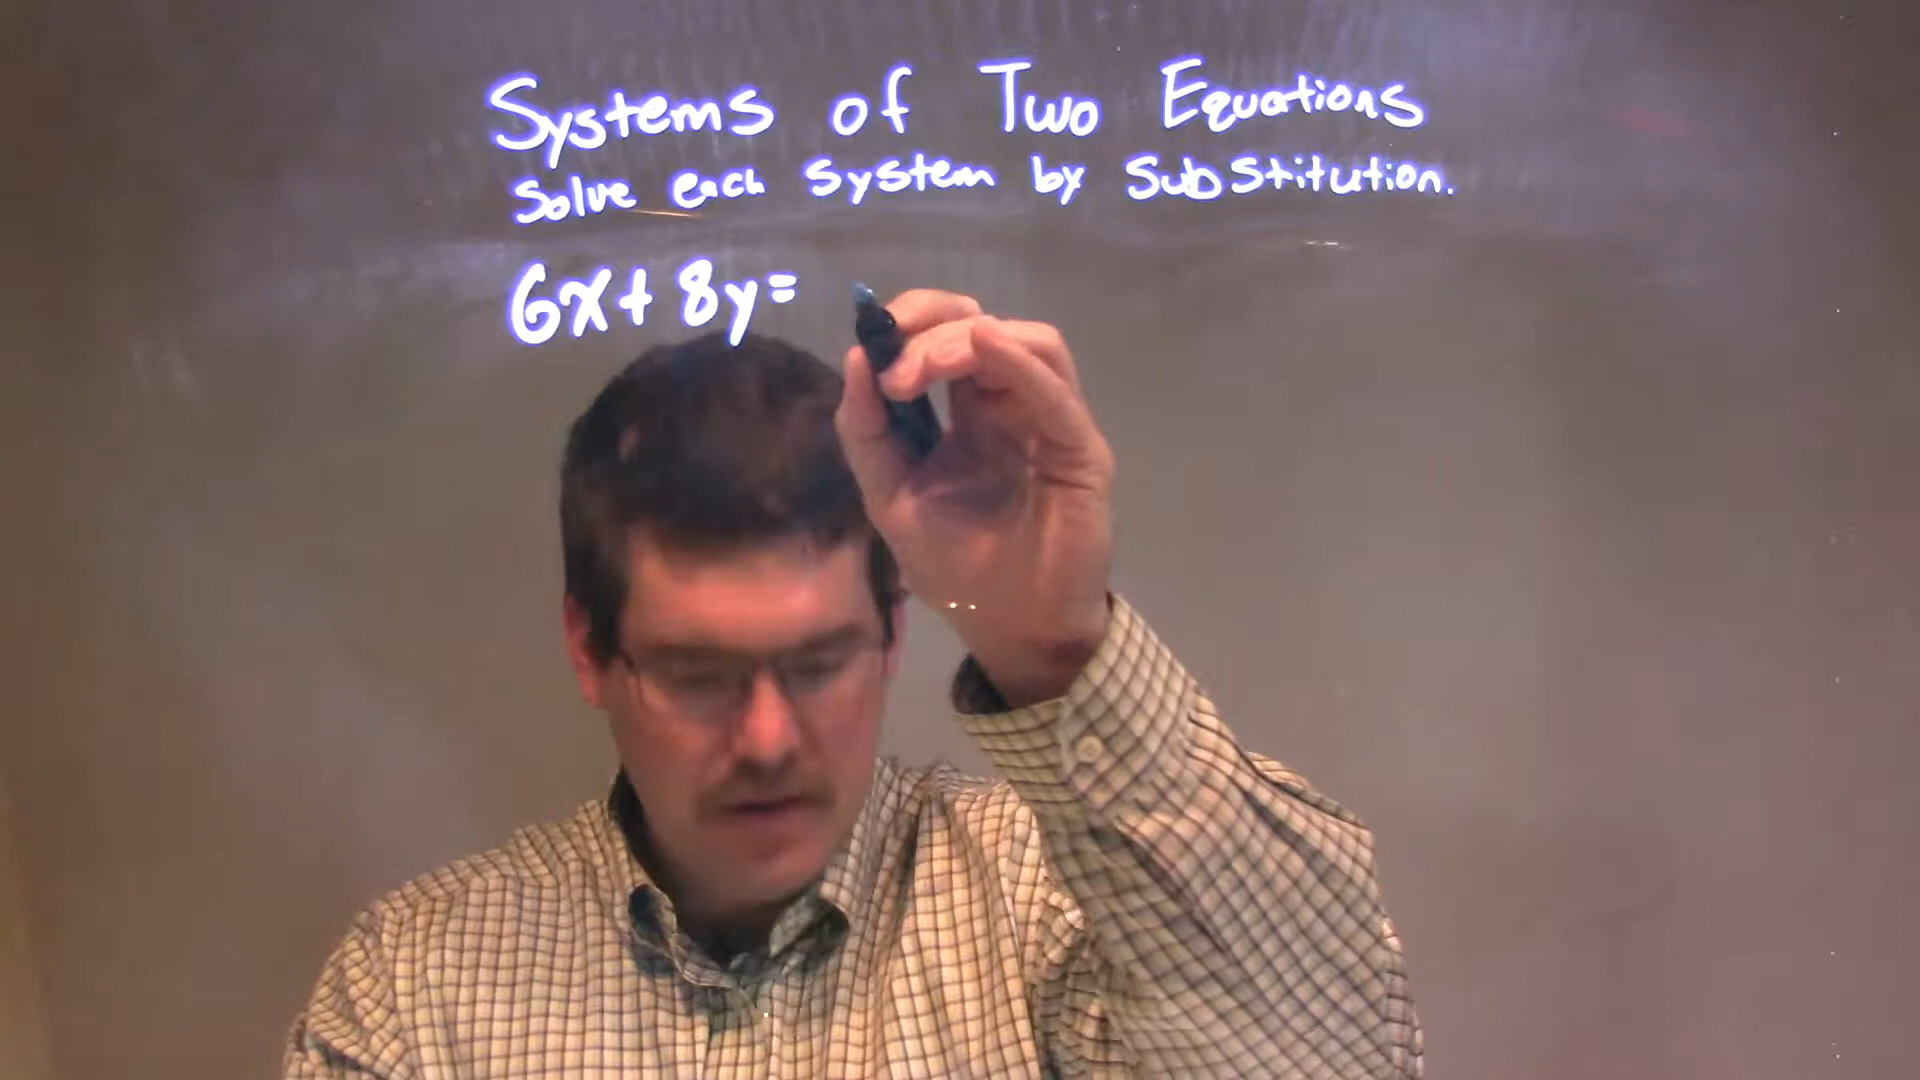 Systems of Two Equations
Solve each system by Substitution.
6x + 8y =